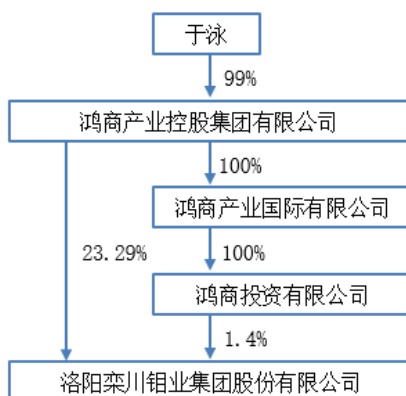 于泳
99%
鸿商产业控股集团有限公司
100%
鸿商产业国际有限公司
23.29%
100%
鸿商投资有限公司
1.4%
洛阳栾川钼业集团股份有限公司